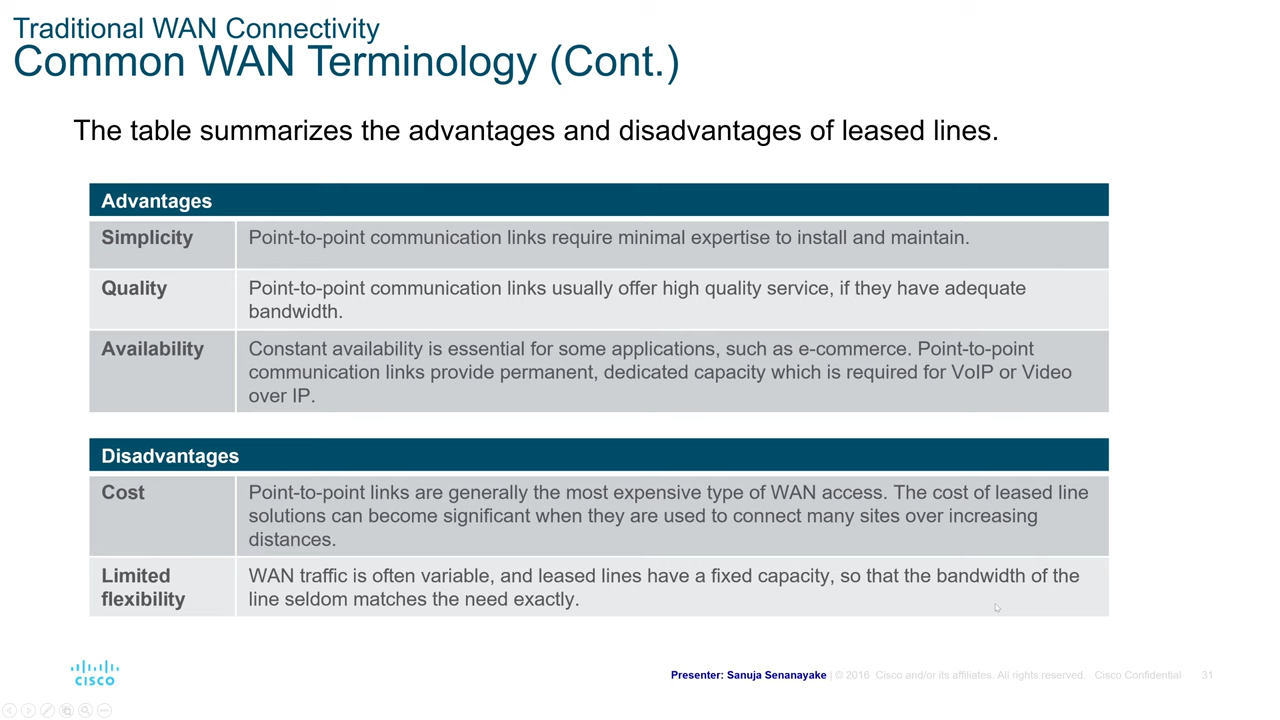 Traditional WAN Connectivity
Common WAN Terminology (Cont.)
The table summarizes the advantages and disadvantages of leased lines.
Advantages
Simplicity Point-to-point communication links require minimal expertise to install and maintain.
Quality Point-to-point communication links usually offer high quality service, if they have adequate
bandwidth.
Availability Constant availability is essential for some applications, such as e-commerce. Point-to-point
communication links provide permanent, dedicated capacity which is required for VoIP or Video
over IP.
Disadvantages
Cost Point-to-point links are generally the most expensive type of WAN access. The cost of leased line
solutions can become significant when they are used to connect many sites over increasing
distances.
Limited WAN traffic is often variable, and leased lines have a fixed capacity, so that the bandwidth of the
flexibility line seldom matches the need exactly.
CISCO
Presenter: Sanuja Senanayake | © 2016 Cisco and/or its affiliates. All rights reserved. Cisco Confidential 31